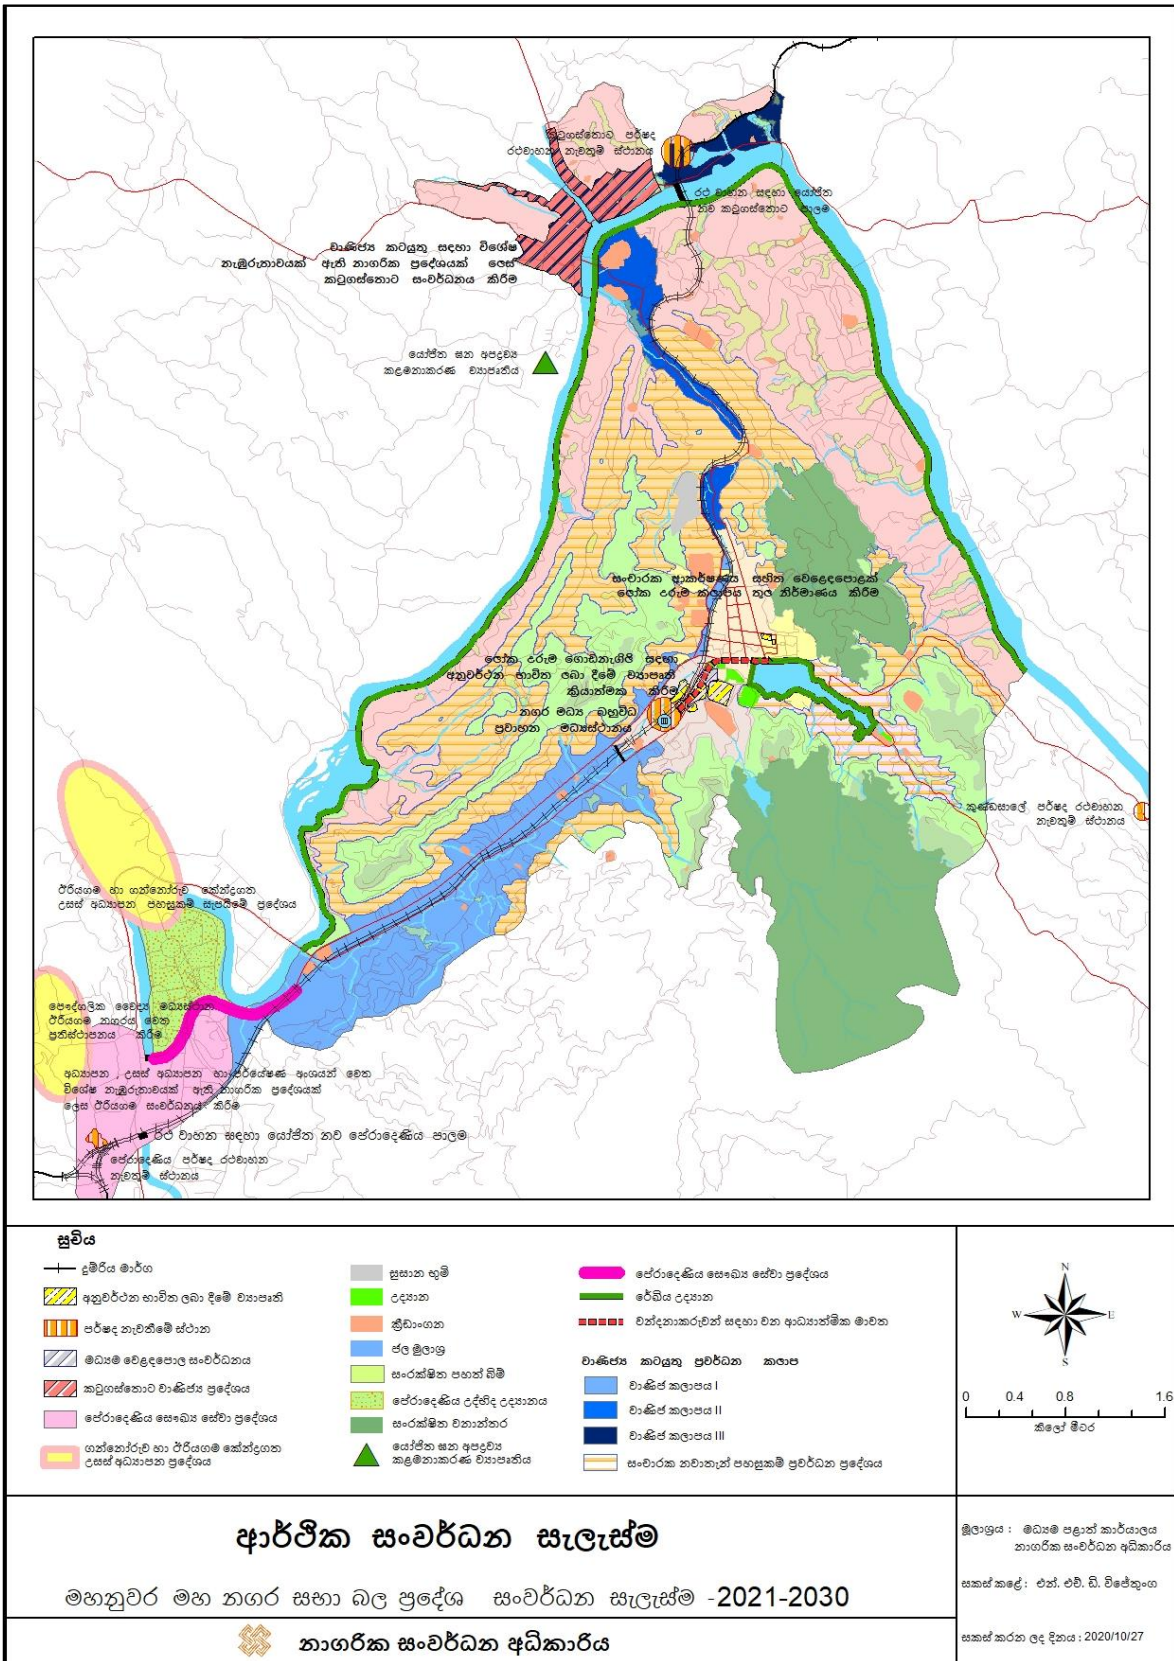 කටුගස්තොට පර්ෂද
රථවාහන නැවතුම් ස්ථානය
රථ වාහන සඳහා යෝජිත
නව කටුගස්තොට පාලම
වාණිජ්‍ය කටයුතු සඳහා විශේෂ
නැඹුරුතාවයක් ඇති නාගරික ප්‍රදේශයක් ලෙස
කටුගස්තොට සංවර්ධනය කිරීම
යෝජිත ඝන අපද්‍රව්‍ය
කළමනාකරණ ව්‍යාපෘතිය
සංචාරක ආකර්ෂණය සහිත වෙළෙඳපොළක්
ලෝක උරුම කලාපය තුල නිර්මාණය කිරීම
ලෝක උරුම ගොඩනැගිලි සඳහා
අනුවර්තන භාවිත ලබා දීමේ ව්‍යාපෘති
ක්‍රියාත්මක කිරීම
නගර මධ්‍ය බහුවිධ
ප්‍රවාහන මධ්‍යස්ථානය
කුණ්ඩසාලේ පර්ෂද රථවාහන
නැවතුම් ස්ථානය
ඊරියගම හා ගන්නෝරුව කේන්ද්‍රගත
උසස් අධ්‍යාපන පහසුකම් සැපයීමේ ප්‍රදේශය
පෞද්ගලික වෛද්‍ය මධ්‍යස්ථාන
ඊරියගම නගරය වෙත
ප්‍රතිස්ථාපනය කිරීම
අධ්‍යාපන , උසස් අධ්‍යාපන හා පර්යේෂණ අංශයන් වෙත
විශේෂ නැඹුරුතාවයක් ඇති නාගරික ප්‍රදේශයක්
ලෙස ඊරියගම සංවර්ධනය කිරීම
රථ වාහන සඳහා යෝජිත නව පේරාදෙණිය පාලම
පේරාදෙණිය පර්ෂද රථවාහන
නැවතුම් ස්ථානය
සූචිය
දුම්රිය මාර්ග
අනුවර්තන භාවිත ලබා දීමේ ව්‍යාපෘති
පර්ෂද නැවතීමේ ස්ථාන
මධ්‍යම වෙළඳපොල සංවර්ධනය
කටුගස්තොට වාණිජ්‍ය ප්‍රදේශය
පේරාදෙණිය සෞඛ්‍ය සේවා ප්‍රදේශය
ගන්නෝරුව හා ඊරියගම කේන්ද්‍රගත
උසස් අධ්‍යාපන ප්‍රදේශය
සුසාන භූමි
උද්‍යාන
ක්‍රීඩාංගන
ජල මූලාශ්‍ර
සංරක්ෂිත පහත් බිම්
පේරාදෙණිය උද්භිද උද්‍යානය
සංරක්ෂිත වනාන්තර
යෝජිත ඝන අපද්‍රව්‍ය
කළමනාකරණ ව්‍යාපෘතිය
පේරාදෙණිය සෞඛ්‍ය සේවා ප්‍රදේශය
රේඛීය උද්‍යාන
වන්දනාකරුවන් සඳහා වන ආධ්‍යාත්මික මාවත
වාණිජ්‍ය කටයුතු ප්‍රවර්ධන කලාප
වාණිජ කලාපය I
වාණිජ කලාපය II
වාණිජ කලාපය III
සංචාරක නවාතැන් පහසුකම් ප්‍රවර්ධන ප්‍රදේශය
N
W E
S
0 0.4 0.8 1.6
කිලෝ මීටර
ආර්ථික සංවර්ධන සැලැස්ම
මහනුවර මහ නගර සභා බල ප්‍රදේශ සංවර්ධන සැලැස්ම -2021-2030
නාගරික සංවර්ධන අධිකාරිය
මූලාශ්‍රය : මධ්‍යම පළාත් කාර්යාලය
නාගරික සංවර්ධන අධිකාරිය
සකස් කළේ : එන්. එච්. ඩී. විජේතුංග
සකස් කරන ලද දිනය : 2020/10/27